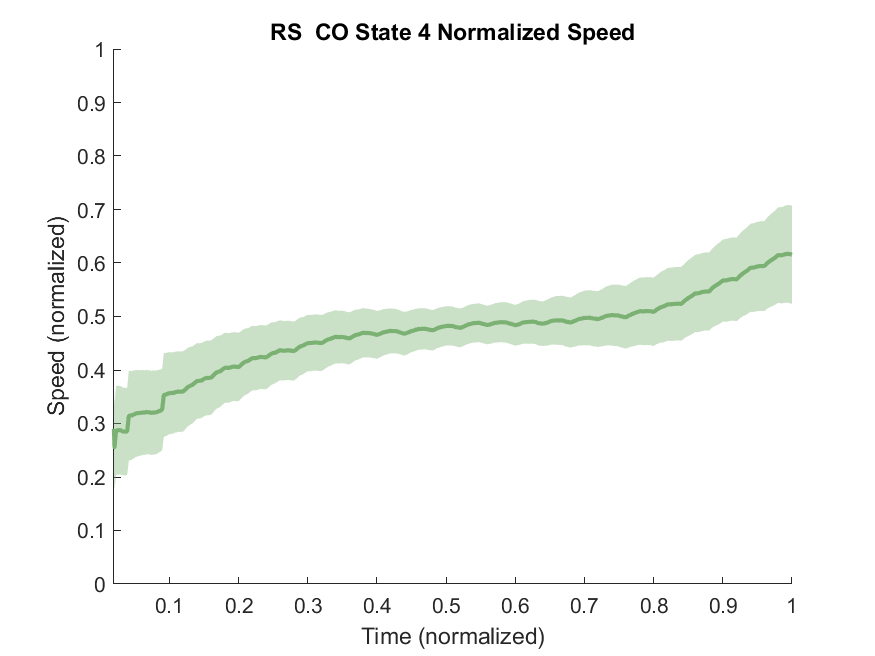 RS  CO State 4 Normalized Speed
1
0.9
0.8
0.7
0.6
0.5
0.4
0.3
0.2
0.1
0
Speed (normalized)
0.1 0.2 0.3 0.4 0.5 0.6 0.7 0.8 0.9 1
Time (normalized)